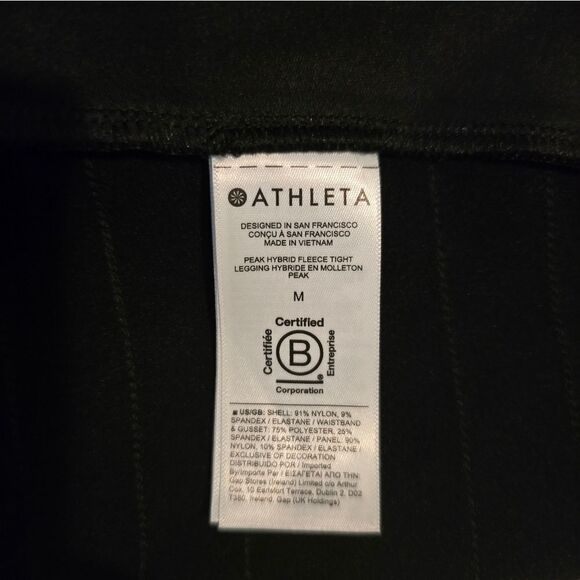 ATHLETA
DESIGNED IN SAN FRANCISCO
CONÇU À SAN FRANCISCO
MADE IN VIETNAM
PEAK HYBRID FLEECE TIGHT
LEGGING HYBRIDE EN MOLLETON
PEAK
M
Certified
Certifiée
B
Entreprise
Corporation
US/GB: SHELL: 91% NYLON, 9%
SPANDEX / ELASTANE / WAISTBAND
& GUSSET: 75% POLYESTER, 25%
SPANDEX / ELASTANE / PANEL: 90%
NYLON, 10% SPANDEX / ELASTANE /
EXCLUSIVE OF DECORATION
DISTRIBUIDO POR / Imported
By/Importe Par / ΕΙΣΑΓΕΤΑΙ ΑΠΟ ΤΗΝ:
Gap Stores (Ireland) Limited c/o Arthur
Cox, 10 Earlsfort Terrace, Dublin 2, D02
T380, Ireland, Gap (UK Holdings)